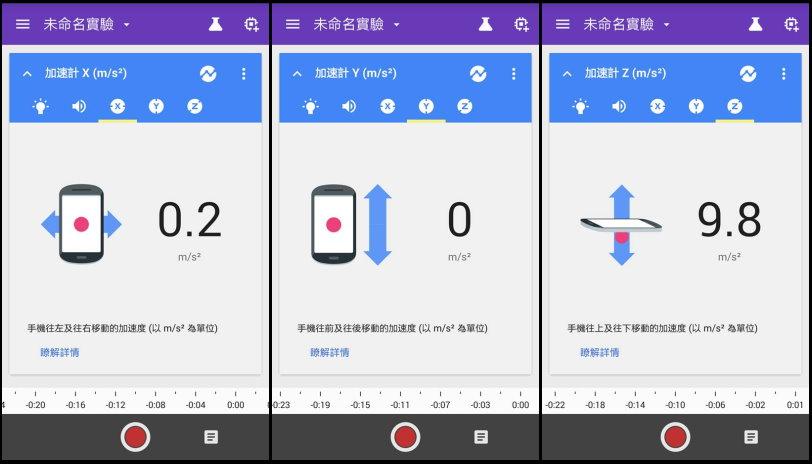 未命名實驗
加速計 X (m/s²)
X
Y
Z
0.2
m/s²
手機往左及往右移動的加速度 (以 m/s² 為單位)
瞭解詳情
-0.20 -0.16 -0.12 -0.08 -0.04 0:00
未命名實驗
加速計 Y (m/s²)
X
Y
Z
0
m/s²
手機往前及往後移動的加速度 (以 m/s² 為單位)
瞭解詳情
0:23 -0:19 -0:15 -0:11 -0:07 -0:03 0:00
未命名實驗
加速計 Z (m/s²)
X
Y
Z
9.8
m/s²
手機往上及往下移動的加速度 (以 m/s² 為單位)
瞭解詳情
-0:22 -0:18 -0:14 -0:10 -0:06 -0:02 0:01